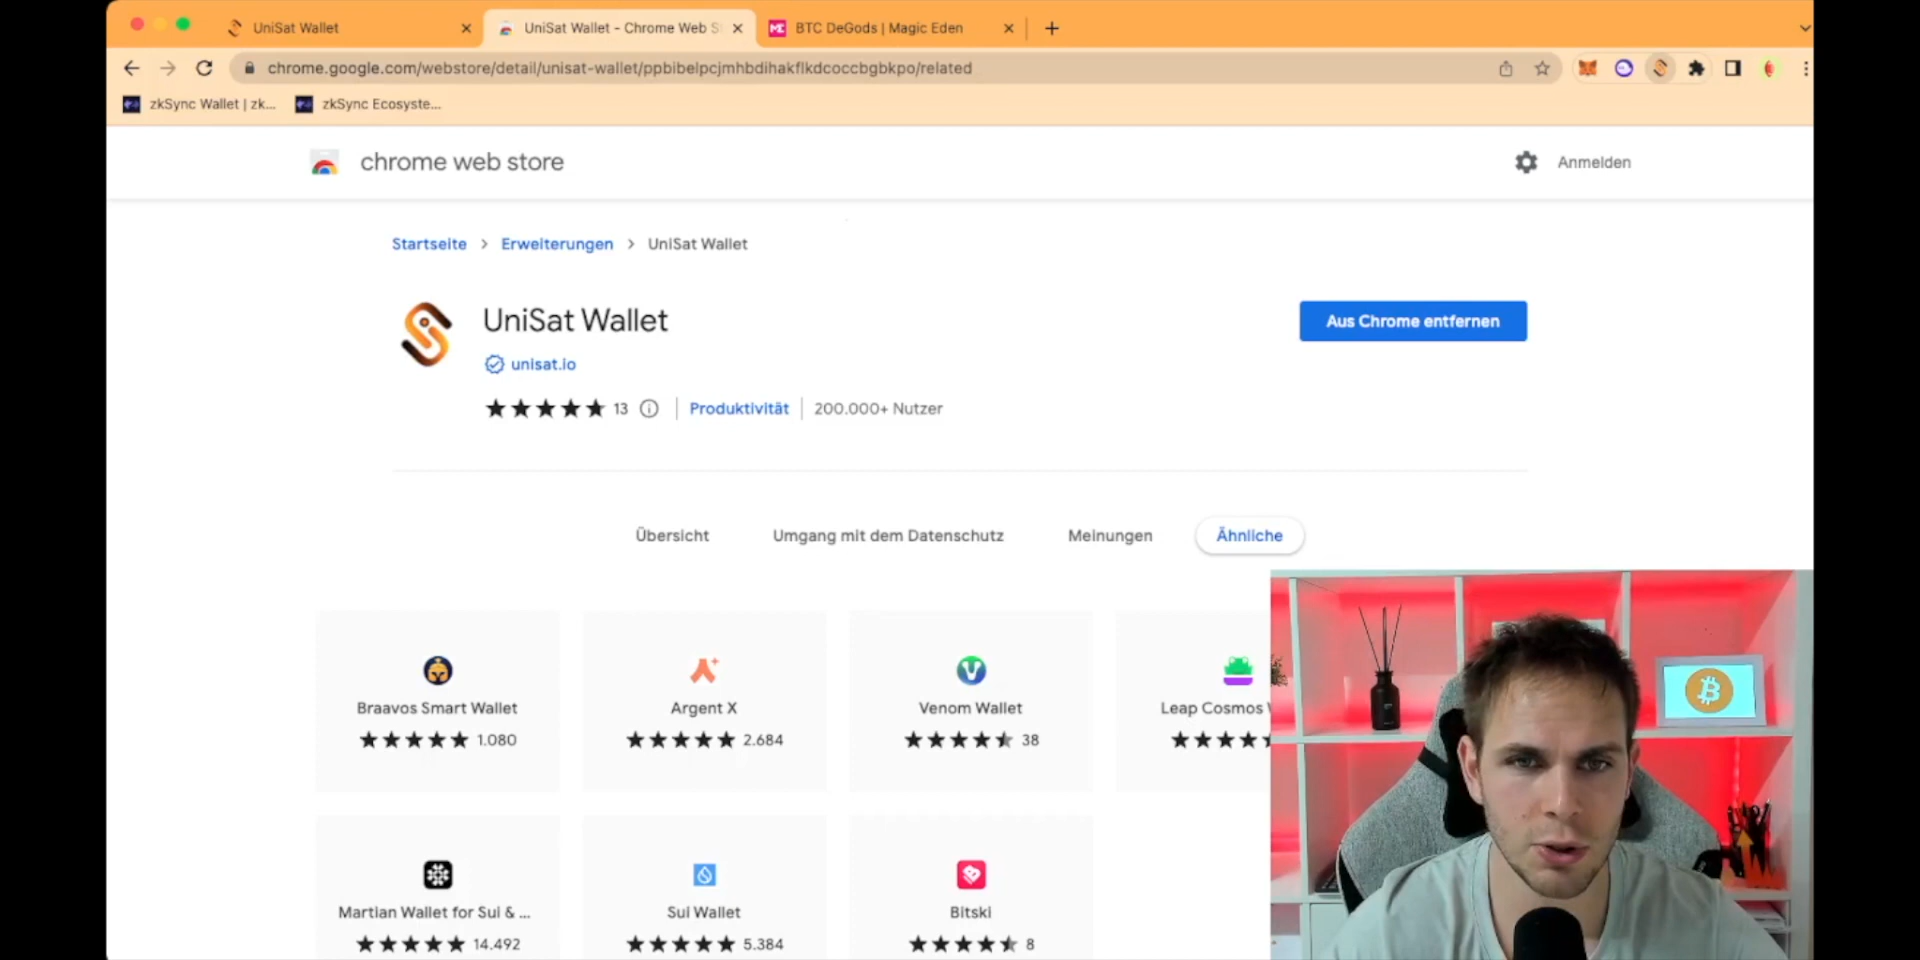 UniSat Wallet
UniSat Wallet - Chrome Web S
BTC DeGods | Magic Eden
chrome.google.com/webstore/detail/unisat-wallet/ppbibelpcjmhbdihakflkdcoccbgbkpo/related
zkSync Wallet | zk...
zkSync Ecosyste...
chrome web store
Anmelden
Startseite > Erweiterungen > UniSat Wallet
UniSat Wallet
Aus Chrome entfernen
unisat.io
13 | Produktivität | 200.000+ Nutzer
Übersicht
Umgang mit dem Datenschutz
Meinungen
Ähnliche
Braavos Smart Wallet
1.080
Argent X
2.684
Venom Wallet
38
Leap Cosmos
Martian Wallet for Sui & ...
14.492
Sui Wallet
5.384
Bitski
8